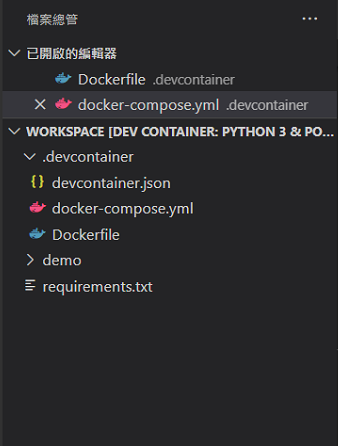 檔案總管
已開啟的編輯器
Dockerfile .devcontainer
docker-compose.yml .devcontainer
WORKSPACE [DEV CONTAINER: PYTHON 3 & PO...
.devcontainer
devcontainer.json
docker-compose.yml
Dockerfile
demo
requirements.txt